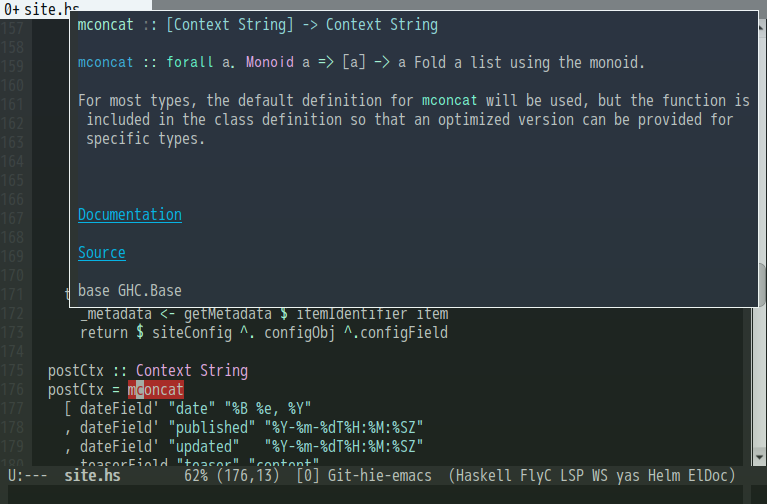 0+ site.hs
mconcat :: [Context String] -> Context String
mconcat :: forall a. Monoid a => [a] -> a Fold a list using the monoid.
For most types, the default definition for mconcat will be used, but the function is
included in the class definition so that an optimized version can be provided for
specific types.
Documentation
Source
base GHC.Base
157
158
159
160
161
162
163
164
165
166
167
168
169
170
171 t
172 _metadata <- getMetadata $ itemIdentifier item
173 return $ siteConfig ^. configObj ^.configField
174
175 postCtx :: Context String
176 postCtx = mconcat
177 [ dateField' "date" "%B %e, %Y"
178 , dateField' "published" "%Y-%m-%dT%H:%M:%SZ"
179 , dateField' "updated" "%Y-%m-%dT%H:%M:%SZ"
180 , teaserField "teaser" "content"
U:--- site.hs 62% (176,13) [0] Git-hie-emacs (Haskell FlyC LSP WS yas Helm ElDoc)